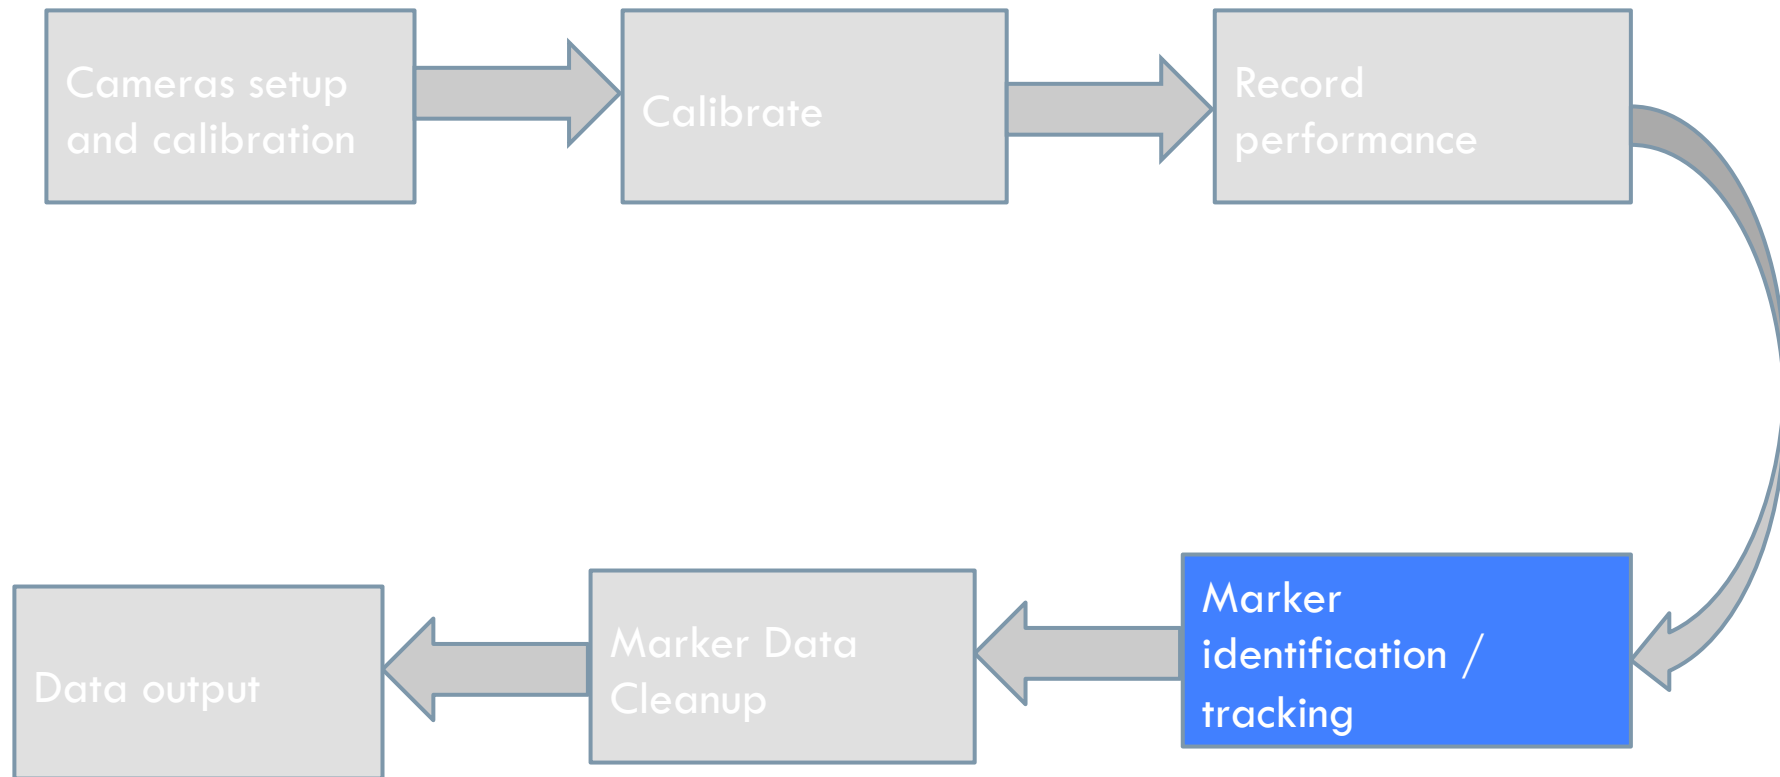 Cameras setup
and calibration
Calibrate
Record
performance
Marker
identification /
tracking
Marker Data
Cleanup
Data output